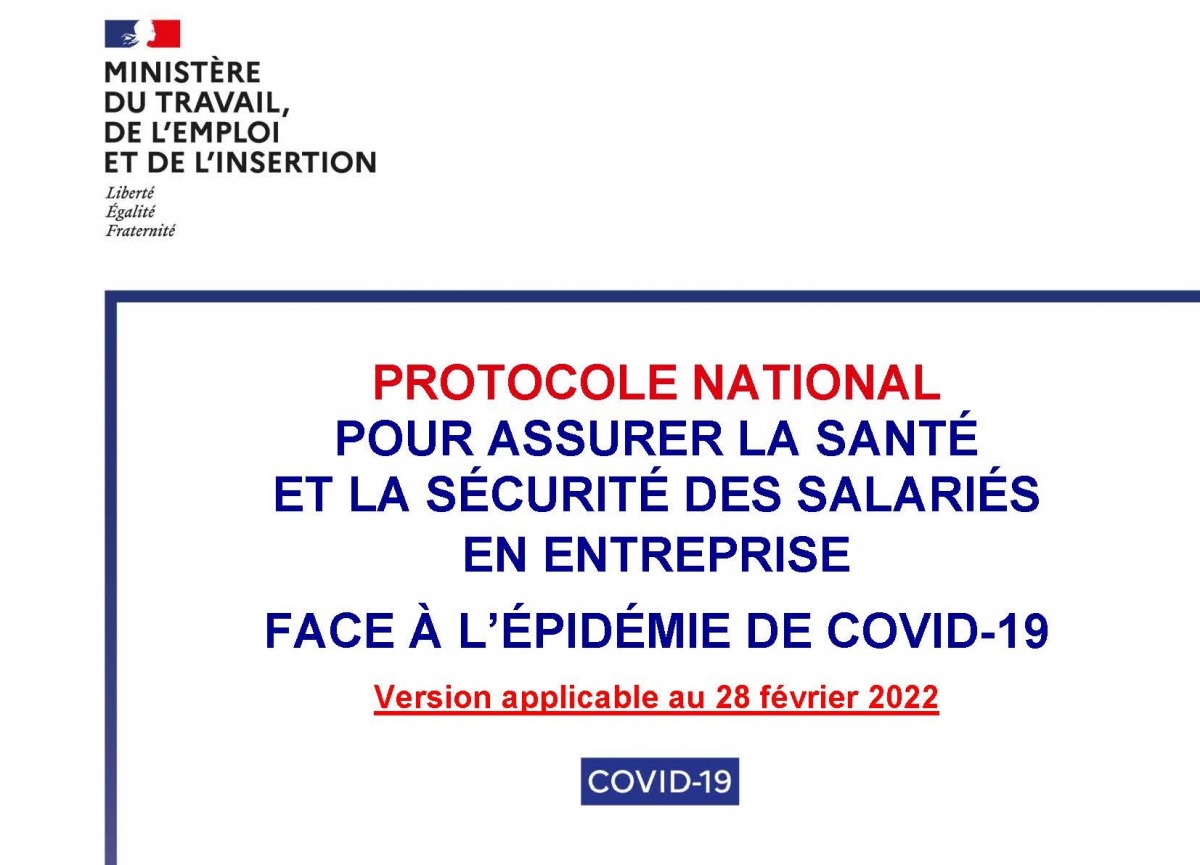 MINISTÈRE
DU TRAVAIL,
DE L'EMPLOI
ET DE L'INSERTION
Liberté
Égalité
Fraternité
PROTOCOLE NATIONAL
POUR ASSURER LA SANTÉ
ET LA SÉCURITÉ DES SALARIÉS
EN ENTREPRISE
FACE À L’ÉPIDÉMIE DE COVID-19
Version applicable au 28 février 2022
COVID-19